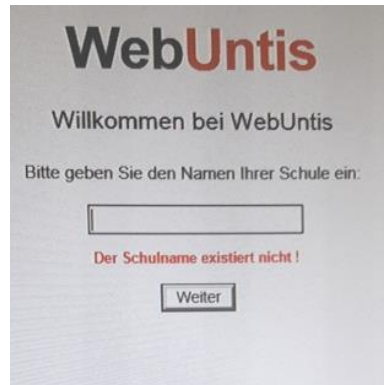 WebUntis
Willkommen bei WebUntis
Bitte geben Sie den Namen Ihrer Schule ein:
Der Schulname existiert nicht !
Weiter